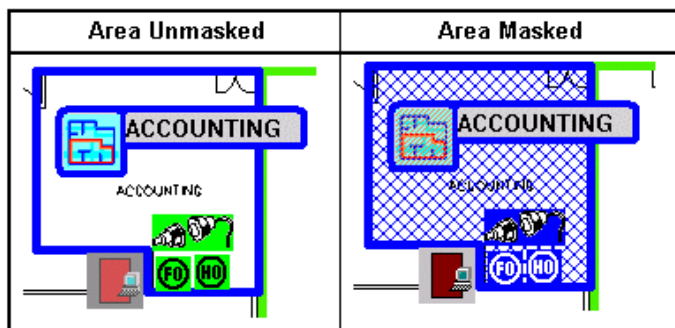 Area Unmasked
Area Masked
ACCOUNTING
ACCOUNTING
FO HO
ACCOUNTING
ACCOUNTING
FO HO